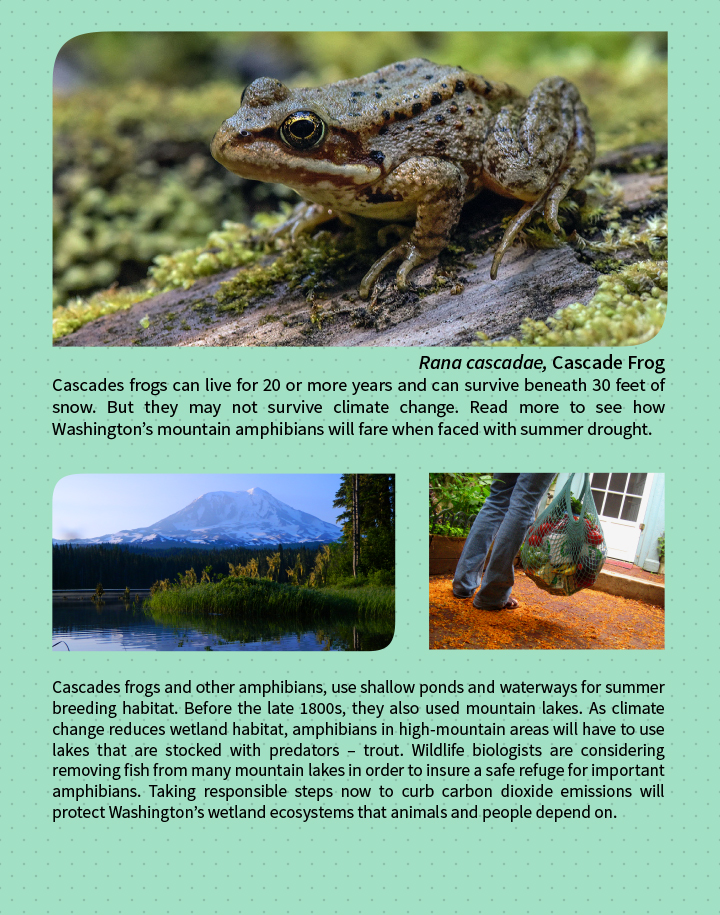 Rana cascadae, Cascade Frog
Cascades frogs can live for 20 or more years and can survive beneath 30 feet of
snow. But they may not survive climate change. Read more to see how
Washington’s mountain amphibians will fare when faced with summer drought.
Cascades frogs and other amphibians, use shallow ponds and waterways for summer
breeding habitat. Before the late 1800s, they also used mountain lakes. As climate
change reduces wetland habitat, amphibians in high-mountain areas will have to use
lakes that are stocked with predators – trout. Wildlife biologists are considering
removing fish from many mountain lakes in order to insure a safe refuge for important
amphibians. Taking responsible steps now to curb carbon dioxide emissions will
protect Washington’s wetland ecosystems that animals and people depend on.